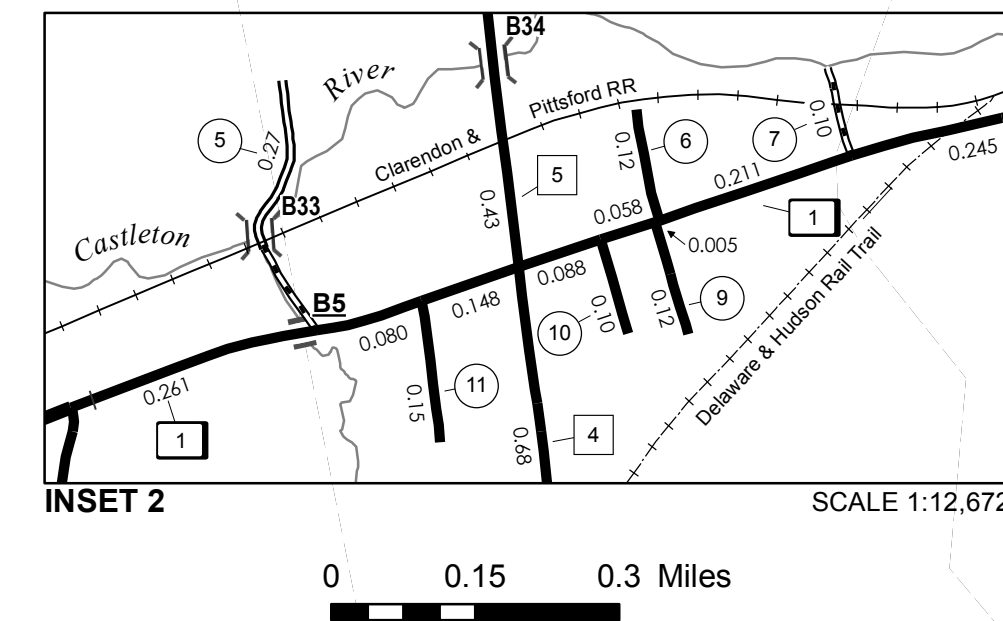 B34
River
Pittsford RR
Clarendon &
5
0.27
0.12
6
7
0.10
0.245
5
0.211
B33
0.43
0.058
1
Castleton
0.005
0.088
B5
0.148
9
0.12
0.10
10
0.080
Delaware & Hudson Rail Trail
0.261
11
0.15
1
4
0.68
INSET 2
SCALE 1:12,672
0 0.15 0.3 Miles